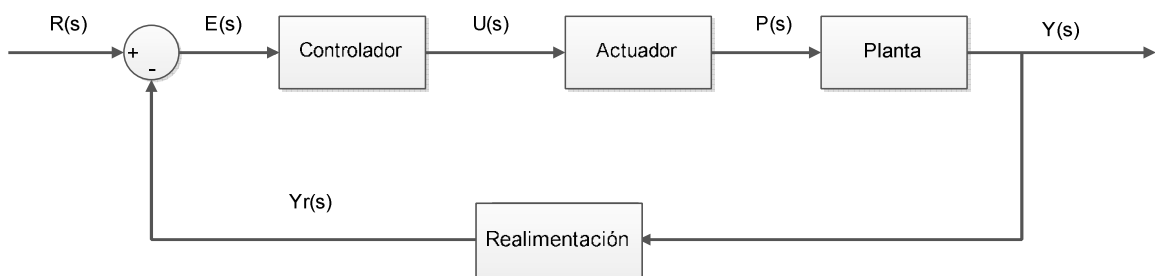 R(s)
E(s)
U(s)
P(s)
Y(s)
+
-
Controlador
Actuador
Planta
Yr(s)
Realimentación